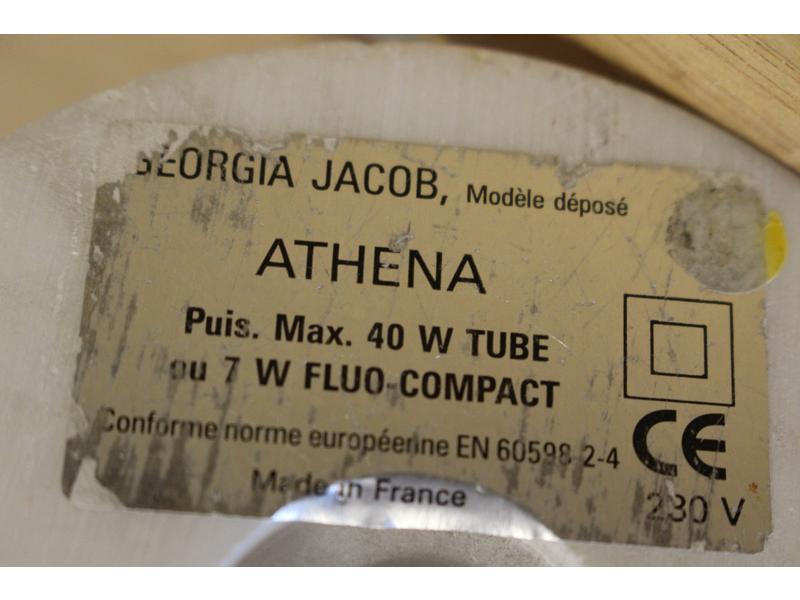 GEORGIA JACOB, Modèle déposé
ATHENA
Puis. Max. 40 W TUBE
ou 7 W FLUO-COMPACT
Conforme norme européenne EN 60598 2-4
CE
Made in France
230 V